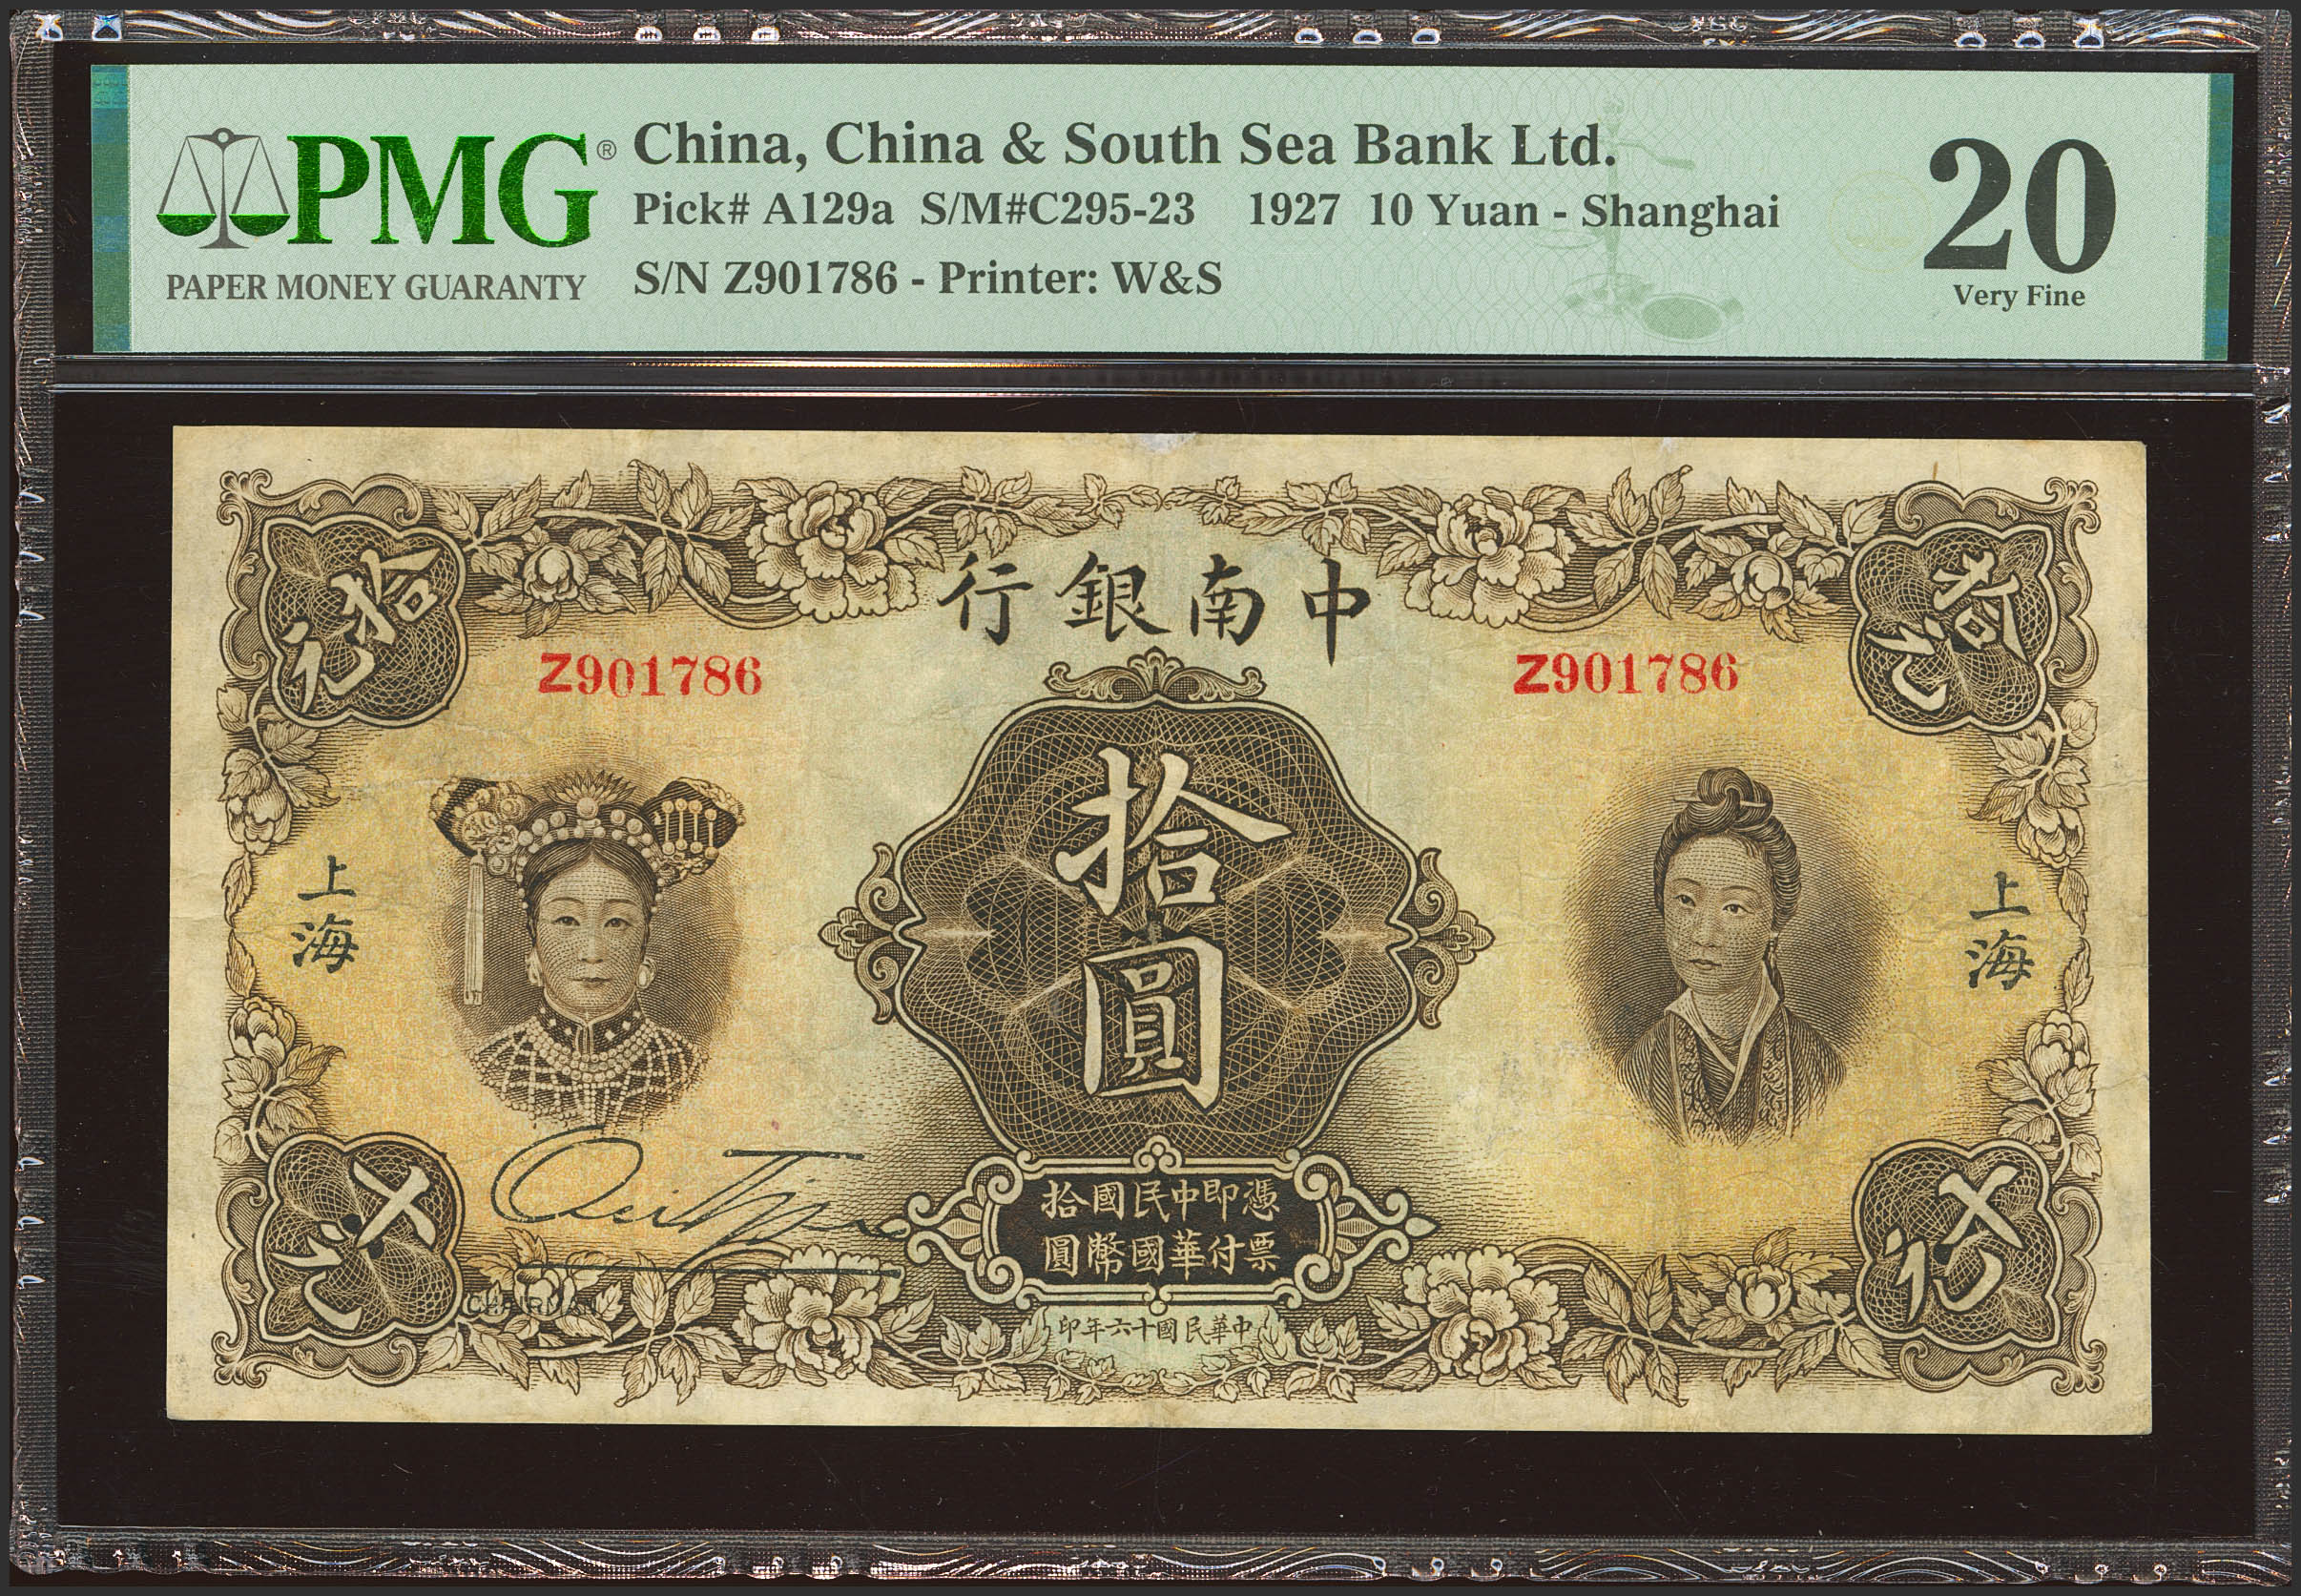 PMG®
PAPER MONEY GUARANTY
China, China & South Sea Bank Ltd.
Pick# A129a S/M#C295-23 1927 10 Yuan - Shanghai
S/N Z901786 - Printer: W&S
20
Very Fine
行銀南中
Z901786
Z901786
拾圓
上海
上海
拾國民中即憑
圓幣國華付票
印年六十國民華中
CHAIRMAN